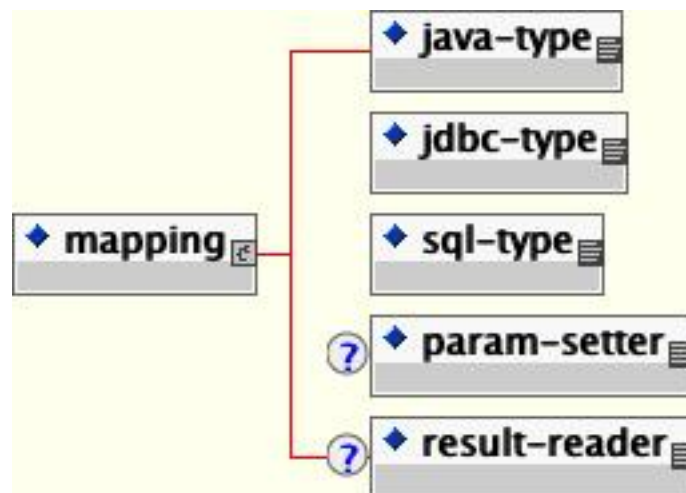 java-type
jdbc-type
mapping
sql-type
?
param-setter
?
result-reader